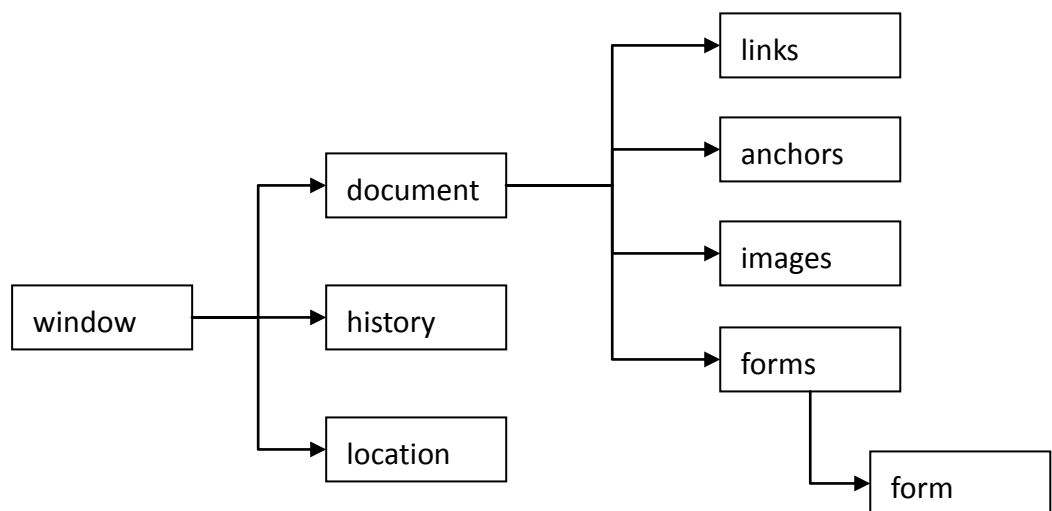 links
anchors
document
images
window
history
forms
location
form